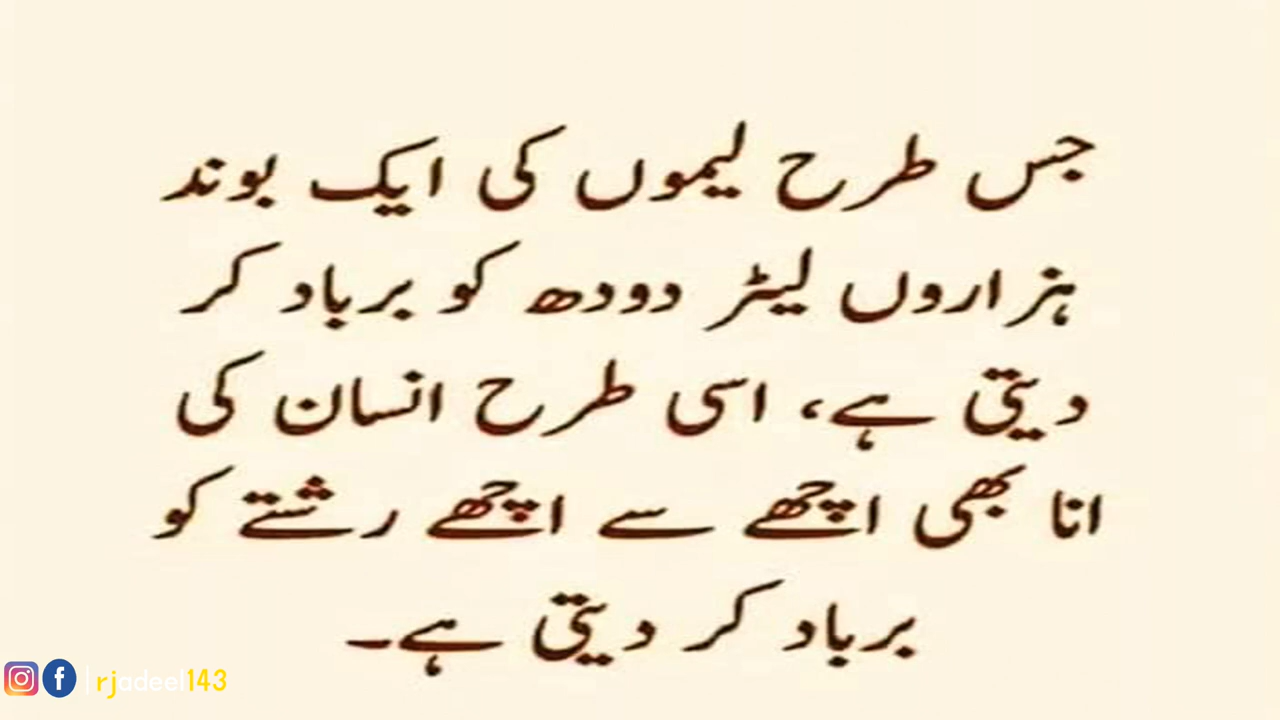 جس طرح لیموں کی ایک بوند
ہزاروں لیٹر دودھ کو برباد کر
دیتی ہے، اسی طرح انسان کی
انا بھی اچھے سے اچھے رشتے کو
برباد کر دیتی ہے۔
rjadeel143